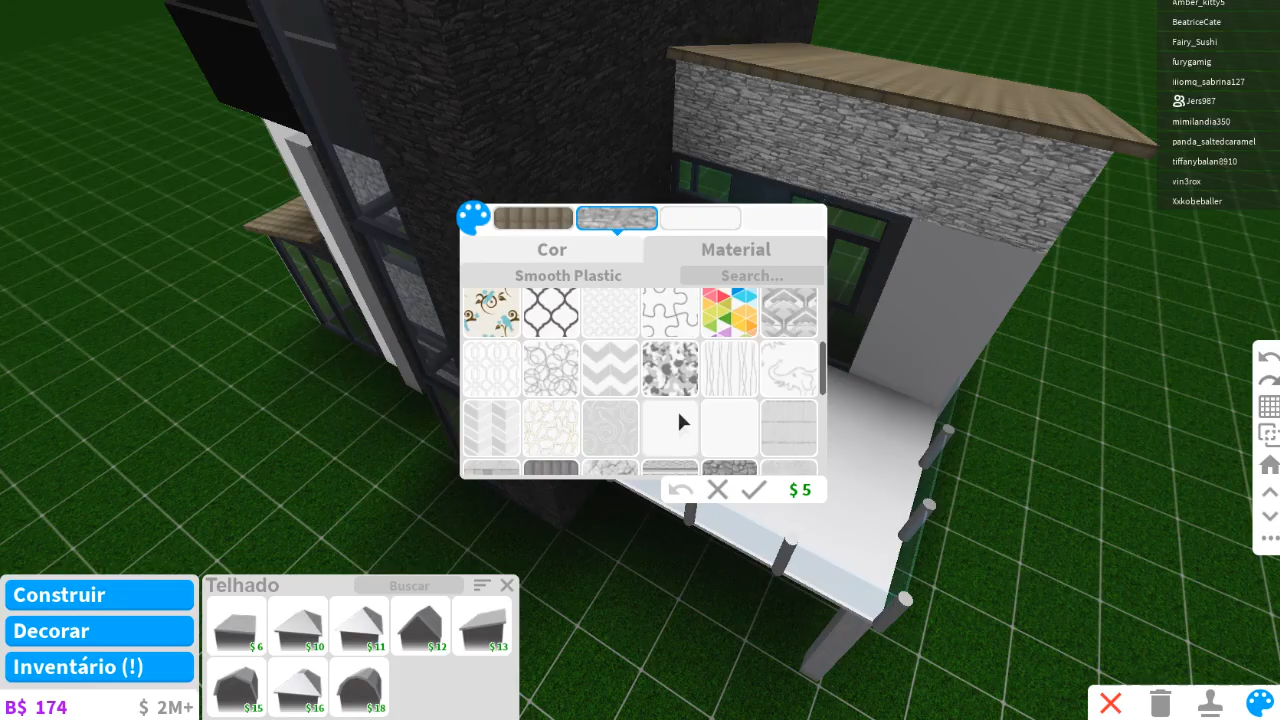 Amber_kitty5
BeatriceCate
Fairy_Sushi
furygamig
iiiomg_sabrina127
Jers987
mimilandia350
panda_saltedcaramel
tiffanybalan8910
vin3rox
Xxkobeballer
Cor
Material
Smooth Plastic
Search...
$ 5
Construir
Decorar
Inventário (!)
B$ 174
$ 2M+
Telhado
Buscar
$ 6
$ 10
$ 11
$ 12
$ 13
$ 15
$ 16
$ 18